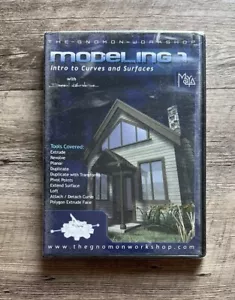 THE-GNOMON-WORKSHOP
MODELING 2
Intro to Curves and Surfaces
with
MAYA
Tools Covered:
Extrude
Revolve
Planar
Duplicate
Duplicate with Transform
Pivot Points
Extend Surface
Loft
Attach / Detach Curve
Polygon Extrude Face
www.thegnomonworkshop.com